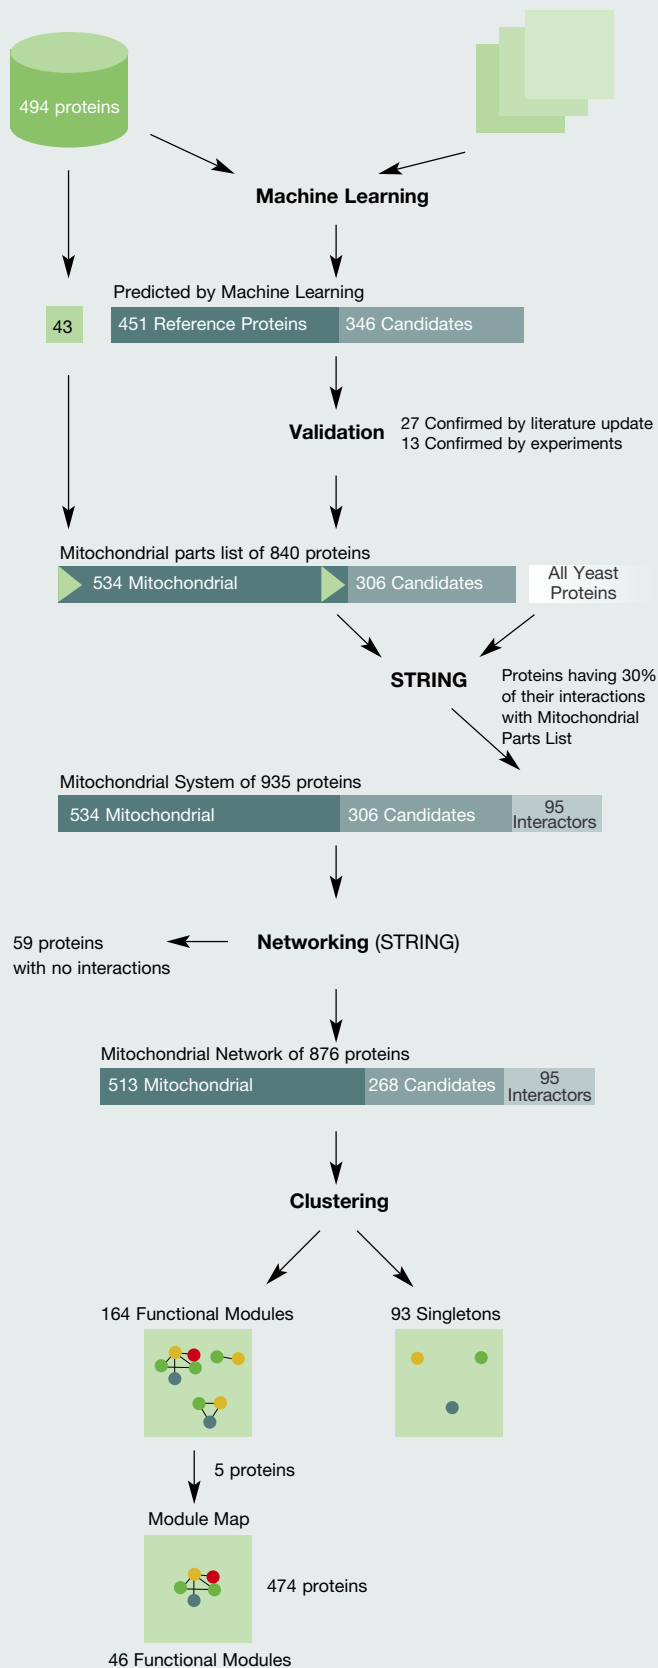 494 proteins
Machine Learning
Predicted by Machine Learning
43
451 Reference Proteins
346 Candidates
Validation
27 Confirmed by literature update
13 Confirmed by experiments
Mitochondrial parts list of 840 proteins
534 Mitochondrial
306 Candidates
All Yeast
Proteins
STRING
Proteins having 30%
of their interactions
with Mitochondrial
Parts List
Mitochondrial System of 935 proteins
534 Mitochondrial
306 Candidates
95
Interactors
59 proteins
with no interactions
Networking (STRING)
Mitochondrial Network of 876 proteins
513 Mitochondrial
268 Candidates
95
Interactors
Clustering
164 Functional Modules
93 Singletons
5 proteins
Module Map
474 proteins
46 Functional Modules